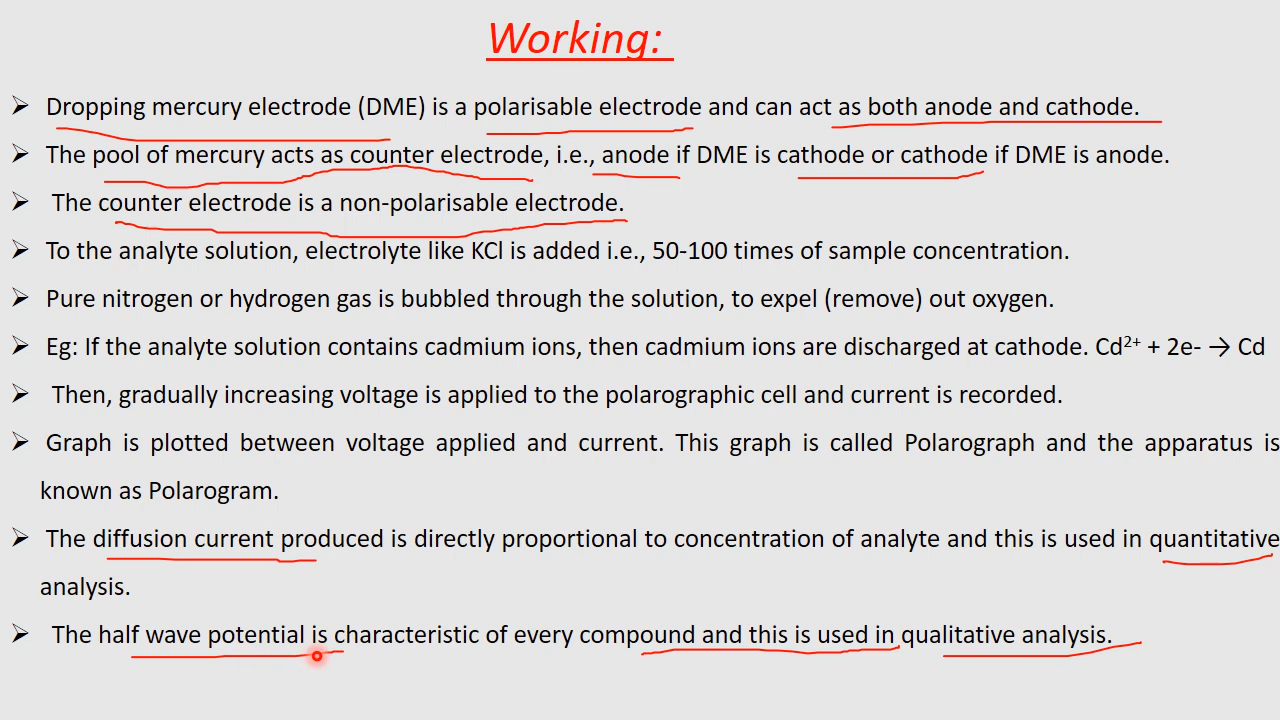 Working:
➢ Dropping mercury electrode (DME) is a polarisable electrode and can act as both anode and cathode.
➢ The pool of mercury acts as counter electrode, i.e., anode if DME is cathode or cathode if DME is anode.
➢ The counter electrode is a non-polarisable electrode.
➢ To the analyte solution, electrolyte like KCl is added i.e., 50-100 times of sample concentration.
➢ Pure nitrogen or hydrogen gas is bubbled through the solution, to expel (remove) out oxygen.
➢ Eg: If the analyte solution contains cadmium ions, then cadmium ions are discharged at cathode. Cd²⁺ + 2e- → Cd
➢ Then, gradually increasing voltage is applied to the polarographic cell and current is recorded.
➢ Graph is plotted between voltage applied and current. This graph is called Polarograph and the apparatus is
known as Polarogram.
➢ The diffusion current produced is directly proportional to concentration of analyte and this is used in quantitative
analysis.
➢ The half wave potential is characteristic of every compound and this is used in qualitative analysis.